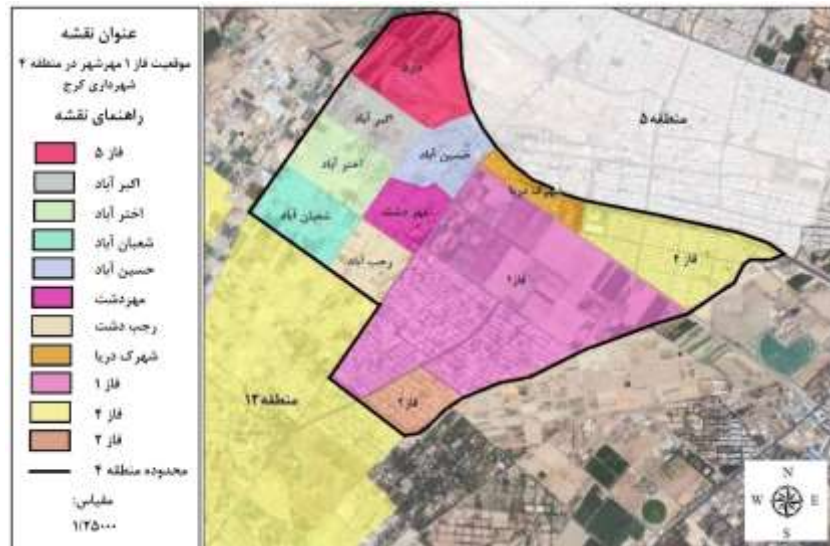 عنوان نقشه
موقعیت فاز ۱ مهرشهر در منطقه ۴
شهرداری کرج
راهنمای نقشه
فاز ۵
اکبر آباد
اختر آباد
شعبان آباد
حسین آباد
مهردشت
رجب دشت
شهرک دریا
فاز ۱
فاز ۴
فاز ۲
محدوده منطقه ۴
مقیاس:
۱/۲۵۰۰۰
منطقه ۵
اکبر آباد
حسین آباد
اختر آباد
شهرک دریا
شعبان آباد
مهر دشت
رجب آباد
فاز ۴
فاز ۱
فاز ۲
منطقه ۱۲
N
W E
S